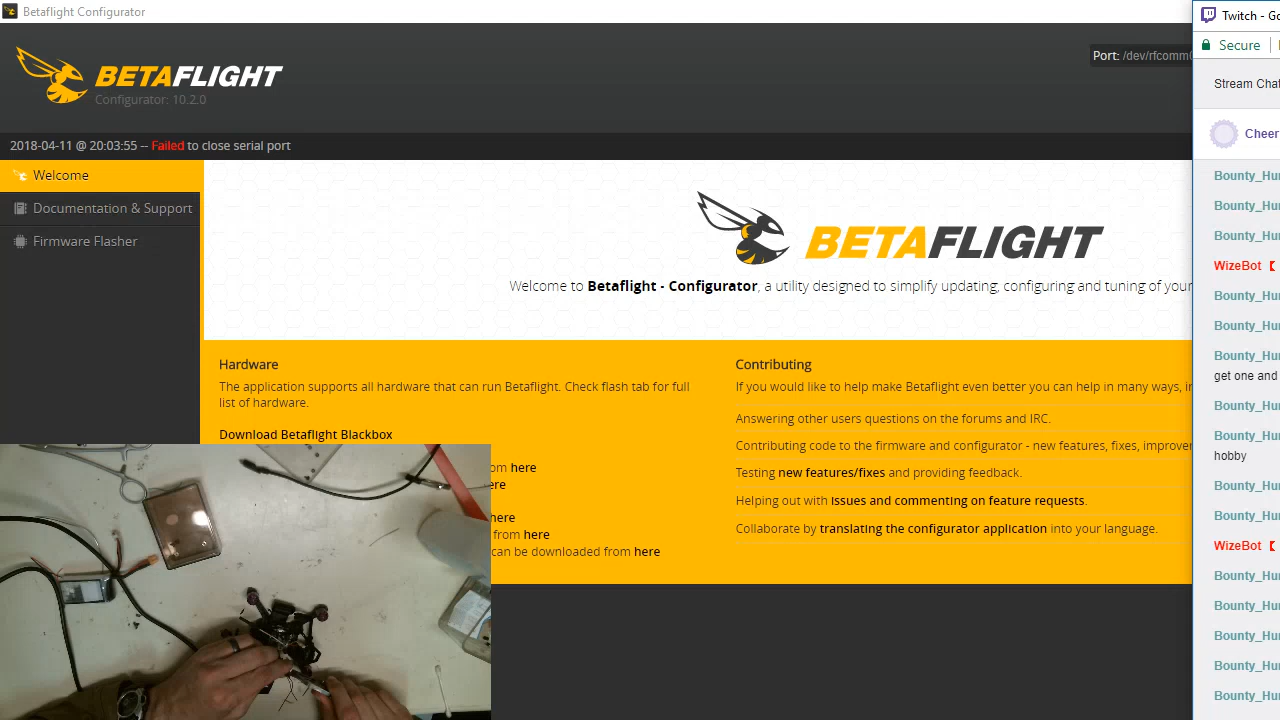 Betaflight Configurator
BETAFLIGHT
Configurator: 10.2.0
Port: /dev/rfcomm
2018-04-11 @ 20:03:55 -- Failed to close serial port
Welcome
Documentation & Support
Firmware Flasher
BETAFLIGHT
Welcome to Betaflight - Configurator, a utility designed to simplify updating, configuring and tuning of your
Hardware
The application supports all hardware that can run Betaflight. Check flash tab for full
list of hardware.
Download Betaflight Blackbox
om here
ere
here
from here
can be downloaded from here
Contributing
If you would like to help make Betaflight even better you can help in many ways, in
Answering other users questions on the forums and IRC.
Contributing code to the firmware and configurator - new features, fixes, improver
Testing new features/fixes and providing feedback.
Helping out with issues and commenting on feature requests.
Collaborate by translating the configurator application into your language.
Twitch - Go
Secure
Stream Chat
Cheer
Bounty_Hu
Bounty_Hu
Bounty_Hu
WizeBot
Bounty_Hu
Bounty_Hu
Bounty_Hu
get one and
Bounty_Hu
Bounty_Hu
hobby
Bounty_Hu
Bounty_Hu
WizeBot
Bounty_Hu
Bounty_Hu
Bounty_Hu
Bounty_Hu
Bounty_Hu